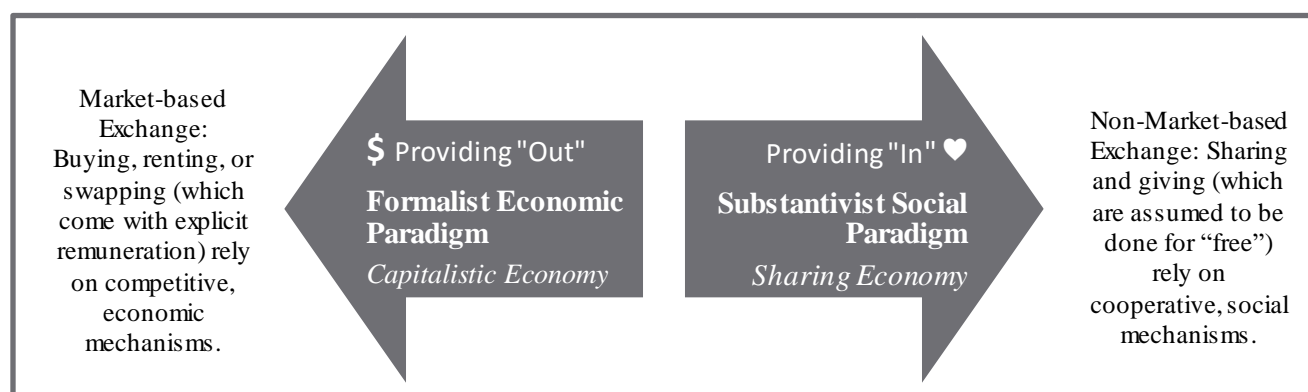 Market-based
Exchange:
Buying, renting, or
swapping (which
come with explicit
remuneration) rely
on competitive,
economic
mechanisms.
$ Providing "Out"
Formalist Economic
Paradigm
Capitalistic Economy
Providing "In" ♥
Substantivist Social
Paradigm
Sharing Economy
Non-Market-based
Exchange: Sharing
and giving (which
are assumed to be
done for “free”)
rely on
cooperative, social
mechanisms.